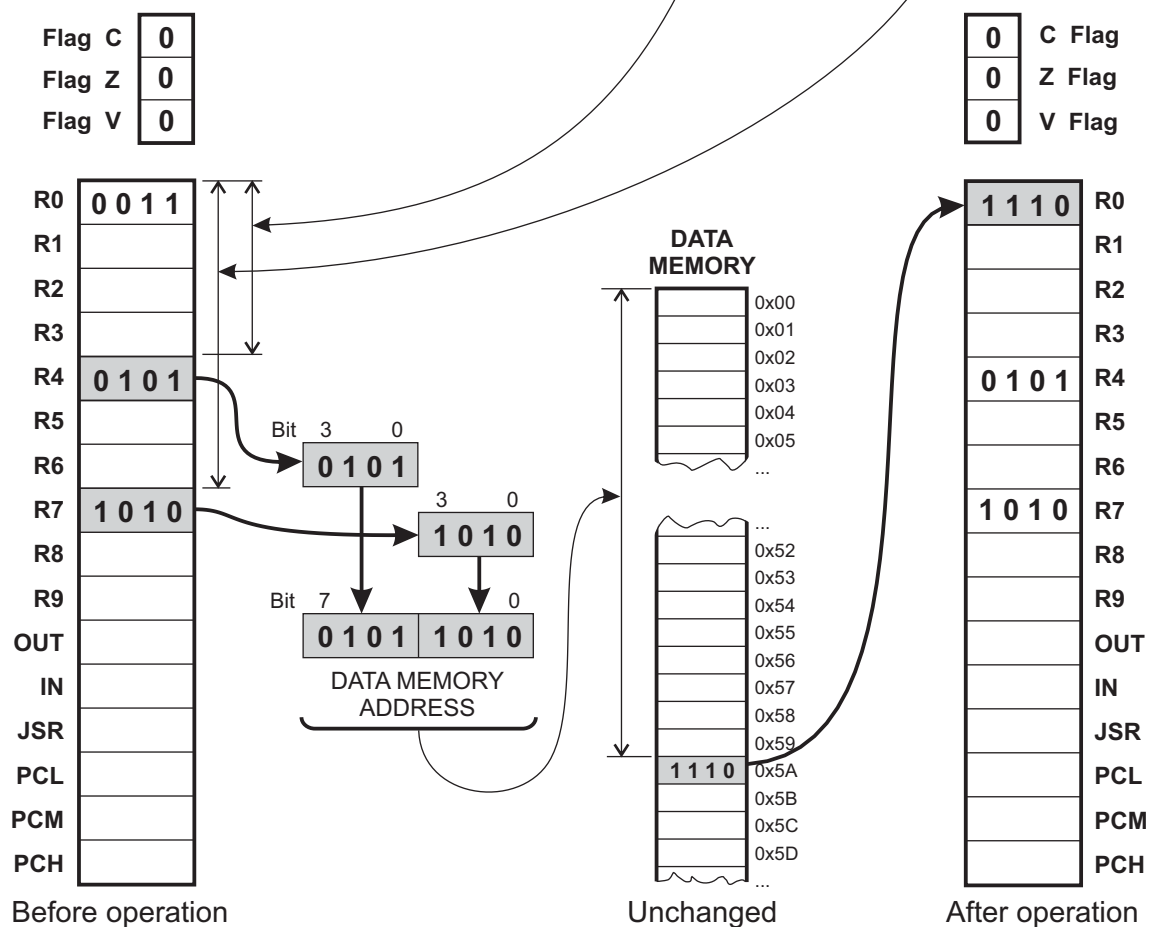 Flag C 0
Flag Z 0
Flag V 0
0 C Flag
0 Z Flag
0 V Flag
R0 0 0 1 1
R1
R2
R3
R4 0 1 0 1
R5
R6
R7 1 0 1 0
R8
R9
OUT
IN
JSR
PCL
PCM
PCH
Before operation
Bit 3 0
0 1 0 1
3 0
1 0 1 0
Bit 7 0
0 1 0 1 1 0 1 0
DATA MEMORY
ADDRESS
DATA
MEMORY
0x00
0x01
0x02
0x03
0x04
0x05
...
...
0x52
0x53
0x54
0x55
0x56
0x57
0x58
0x59
1 1 1 0 0x5A
0x5B
0x5C
0x5D
...
Unchanged
1 1 1 0 R0
R1
R2
R3
0 1 0 1 R4
R5
R6
1 0 1 0 R7
R8
R9
OUT
IN
JSR
PCL
PCM
PCH
After operation